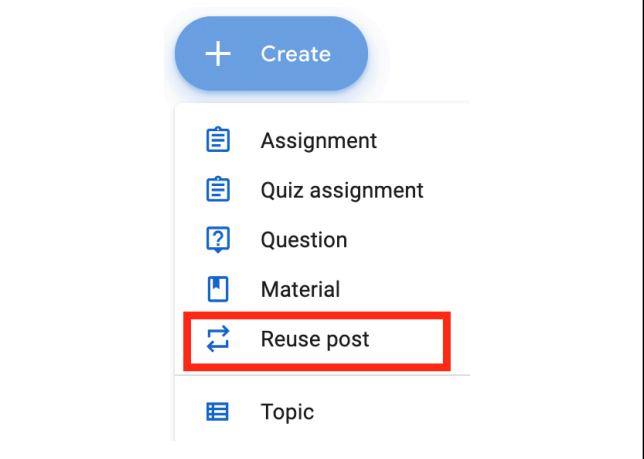 Create
Assignment
Quiz assignment
Question
Material
Reuse post
Topic